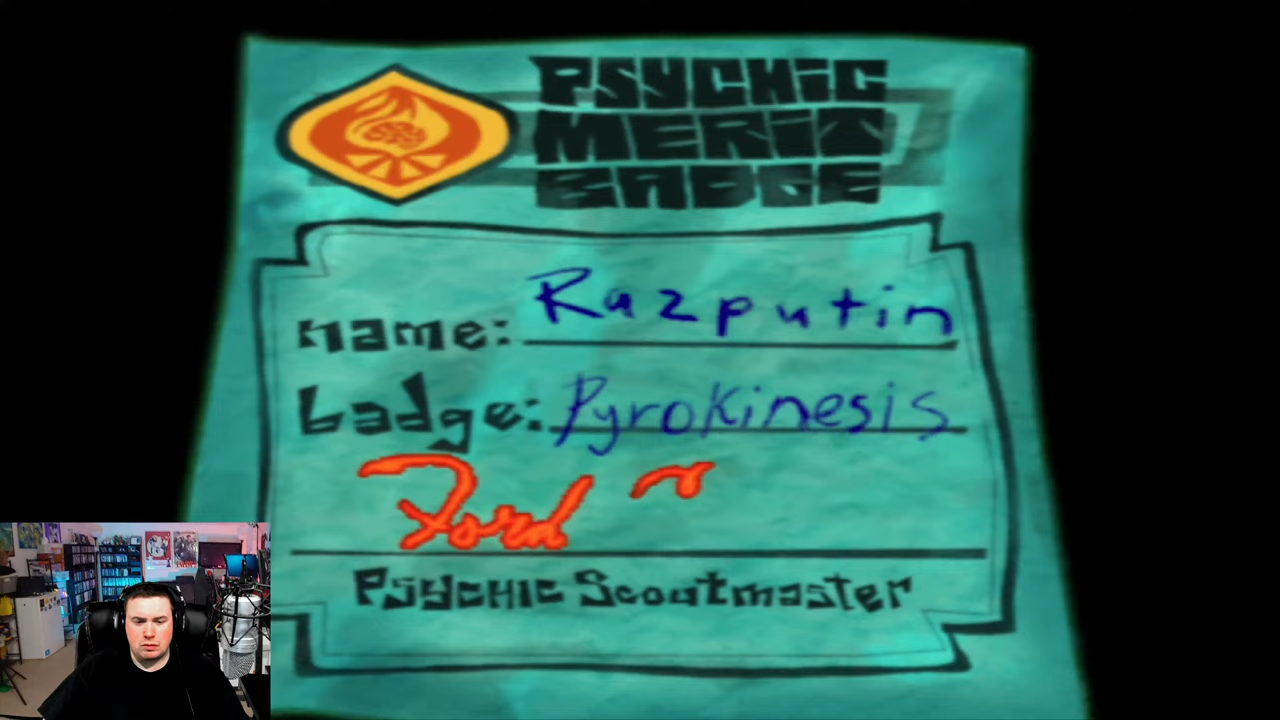 PSYCHIC
MERIT
BADGE
name: Razputin
badge: Pyrokinesis
Ford
Psychic Scoutmaster